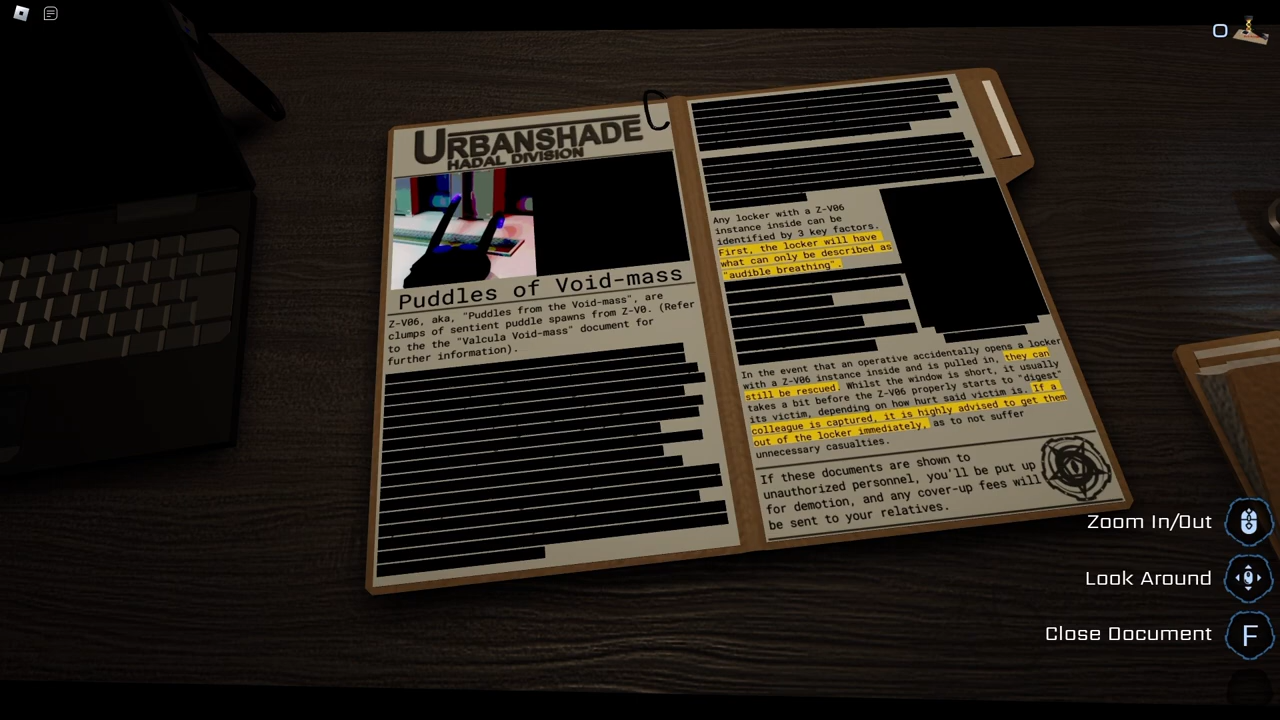 URBANSHADE
HADAL DIVISION
Puddles of Void-mass
Z-V06, aka, "Puddles from the Void-mass", are
clumps of sentient puddle spawns from Z-V0. (Refer
to the the "Valcula Void-mass" document for
further information).
Any locker with a Z-V06
instance inside can be
identified by 3 key factors.
First, the locker will have
what can only be described as
"audible breathing".
In the event that an operative accidentally opens a locker
with a Z-V06 instance inside and is pulled in, they can
still be rescued. Whilst the window is short, it usually
takes a bit before the Z-V06 properly starts to "digest"
its victim, depending on how hurt said victim is. If a
colleague is captured, it is highly advised to get them
out of the locker immediately, as to not suffer
unnecessary casualties.
If these documents are shown to
unauthorized personnel, you'll be put up
for demotion, and any cover-up fees will
be sent to your relatives.
Zoom In/Out
Look Around
Close Document
F